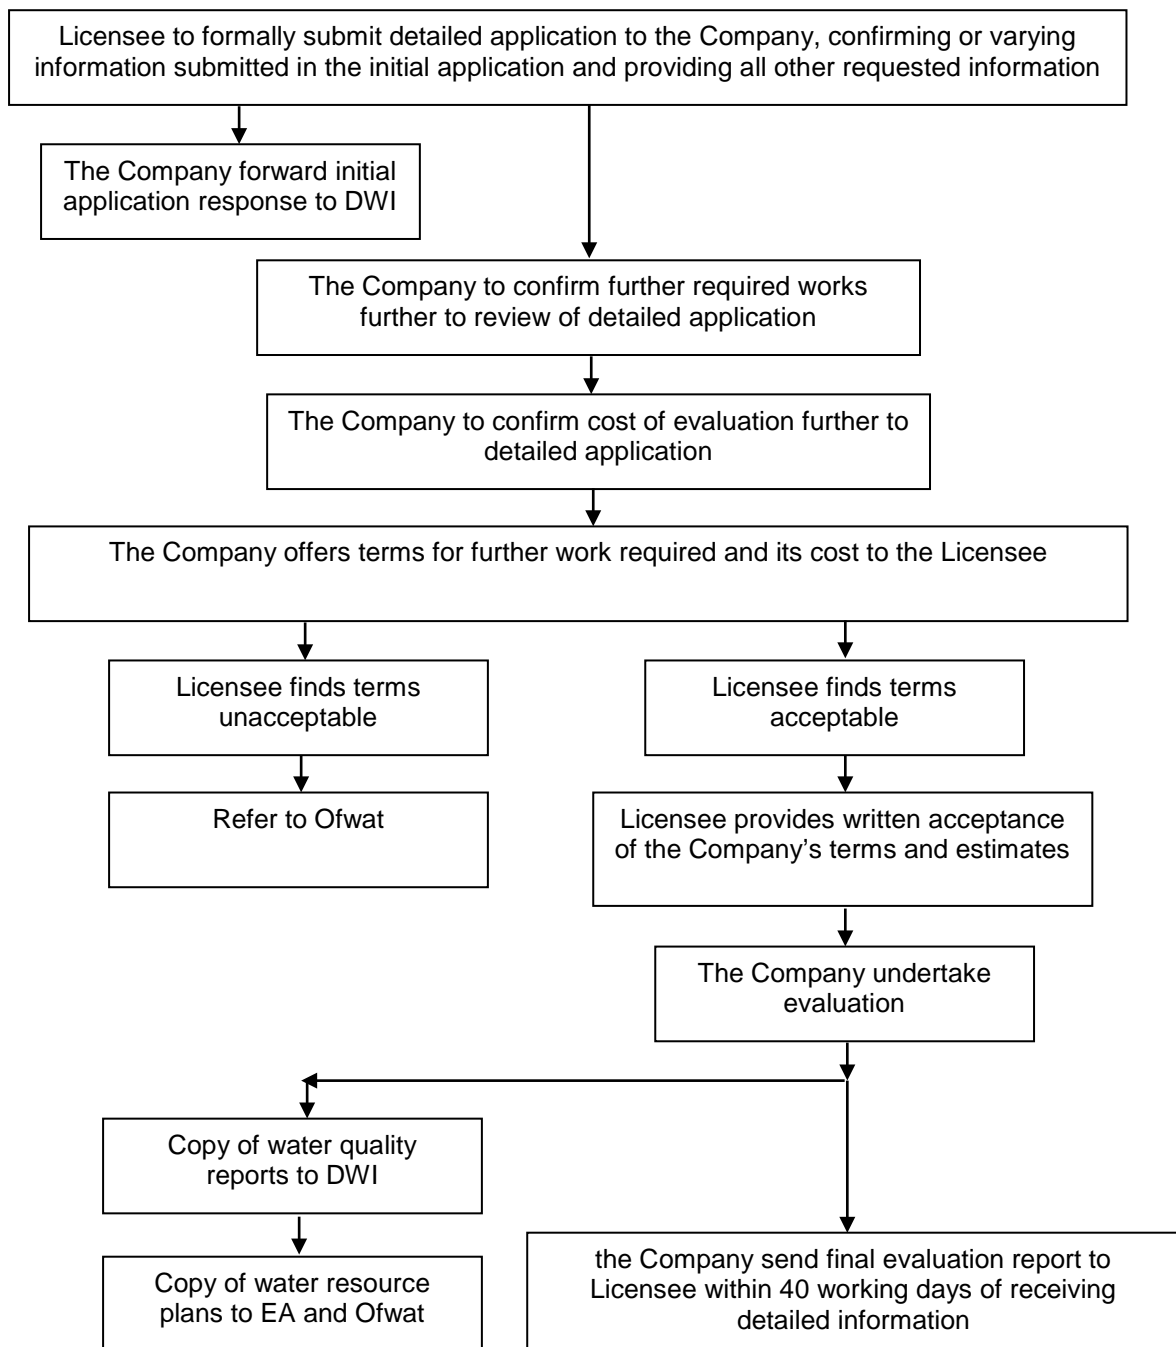 Licensee to formally submit detailed application to the Company, confirming or varying
information submitted in the initial application and providing all other requested information
The Company forward initial
application response to DWI
The Company to confirm further required works
further to review of detailed application
The Company to confirm cost of evaluation further to
detailed application
The Company offers terms for further work required and its cost to the Licensee
Licensee finds terms
unacceptable
Licensee finds terms
acceptable
Refer to Ofwat
Licensee provides written acceptance
of the Company’s terms and estimates
The Company undertake
evaluation
Copy of water quality
reports to DWI
Copy of water resource
plans to EA and Ofwat
the Company send final evaluation report to
Licensee within 40 working days of receiving
detailed information